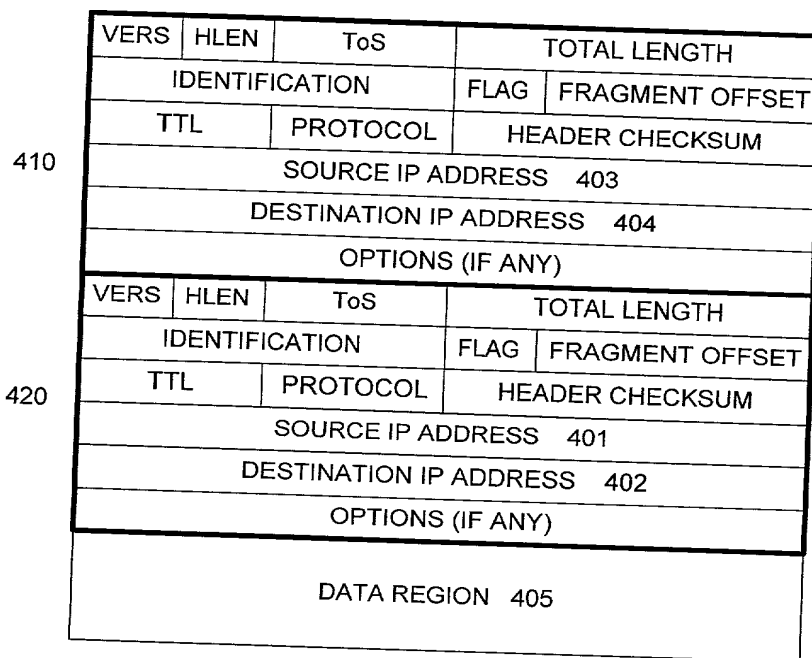 VERS HLEN ToS TOTAL LENGTH
IDENTIFICATION FLAG FRAGMENT OFFSET
TTL PROTOCOL HEADER CHECKSUM
410
SOURCE IP ADDRESS 403
DESTINATION IP ADDRESS 404
OPTIONS (IF ANY)
VERS HLEN ToS TOTAL LENGTH
IDENTIFICATION FLAG FRAGMENT OFFSET
TTL PROTOCOL HEADER CHECKSUM
420
SOURCE IP ADDRESS 401
DESTINATION IP ADDRESS 402
OPTIONS (IF ANY)
DATA REGION 405